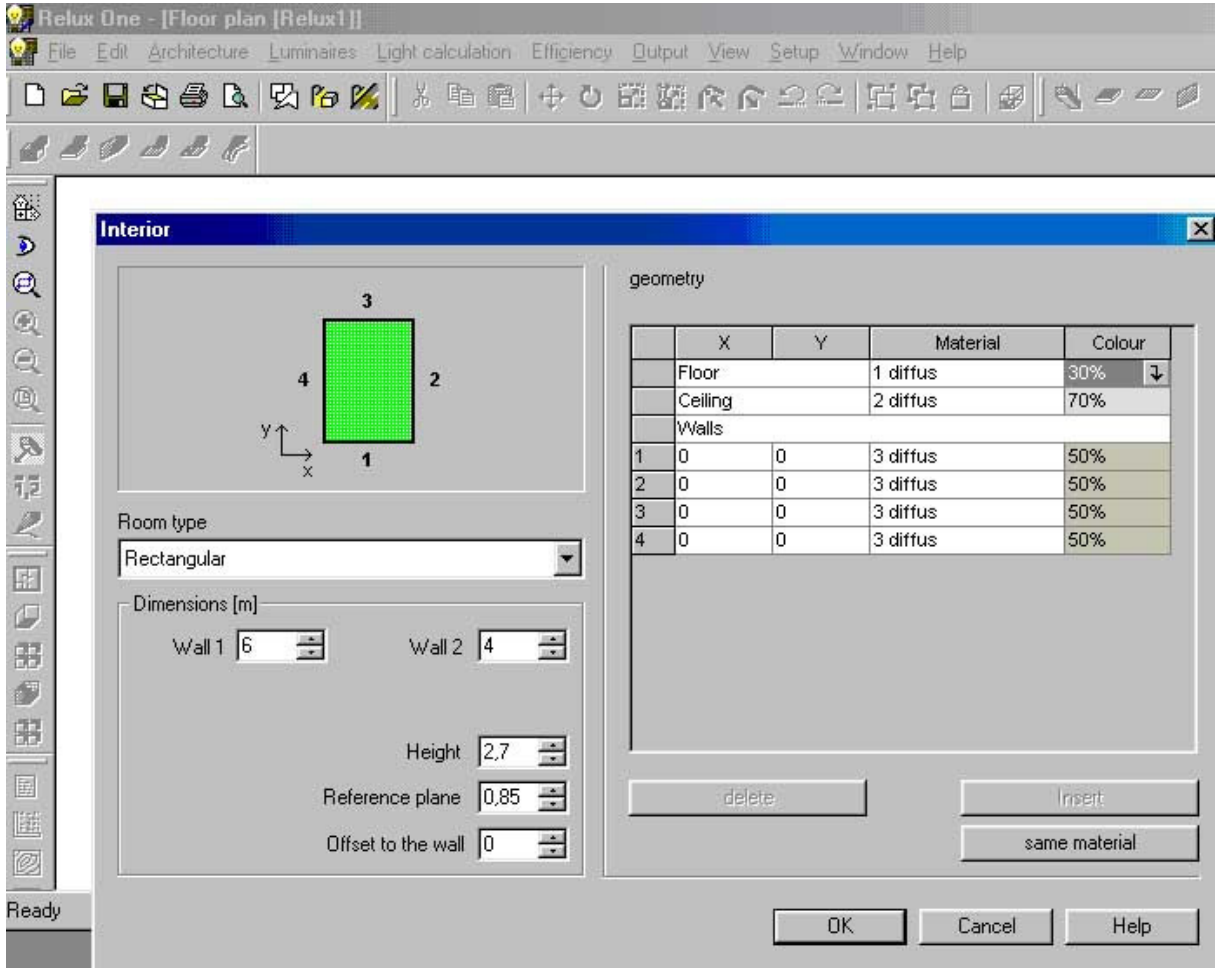 Relux One - [Floor plan [Relux1]]
File Edit Architecture Luminaires Light calculation Efficiency Output View Setup Window Help
Interior
3
4 2
y
x
1
Room type
Rectangular
Dimensions [m]
Wall 1 6 Wall 2 4
Height 2,7
Reference plane 0,85
Offset to the wall 0
geometry
X Y Material Colour
Floor 1 diffus 30%
Ceiling 2 diffus 70%
Walls
1 0 0 3 diffus 50%
2 0 0 3 diffus 50%
3 0 0 3 diffus 50%
4 0 0 3 diffus 50%
delete Insert
same material
OK Cancel Help
Ready